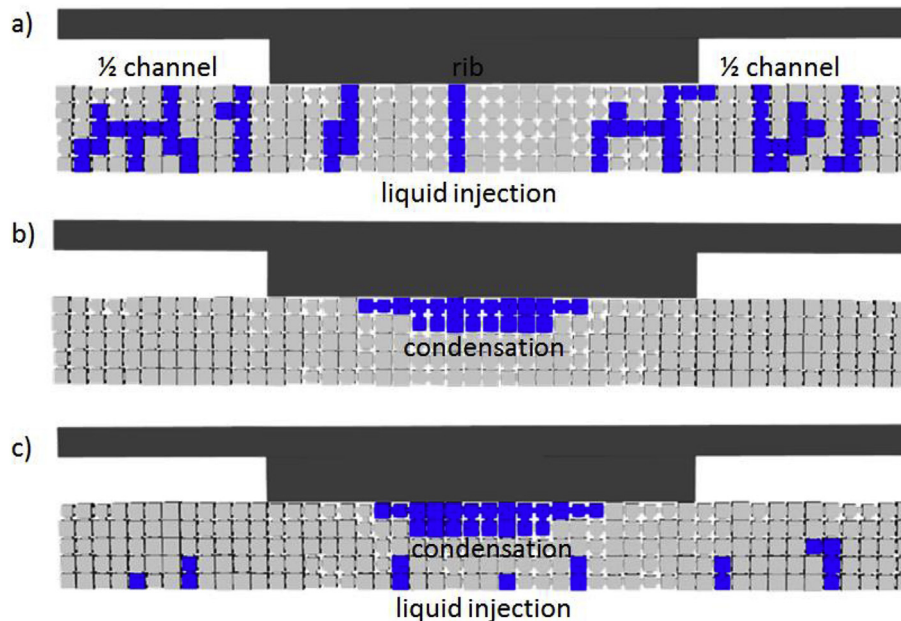 a)
½ channel
rib
½ channel
liquid injection
b)
condensation
c)
condensation
liquid injection